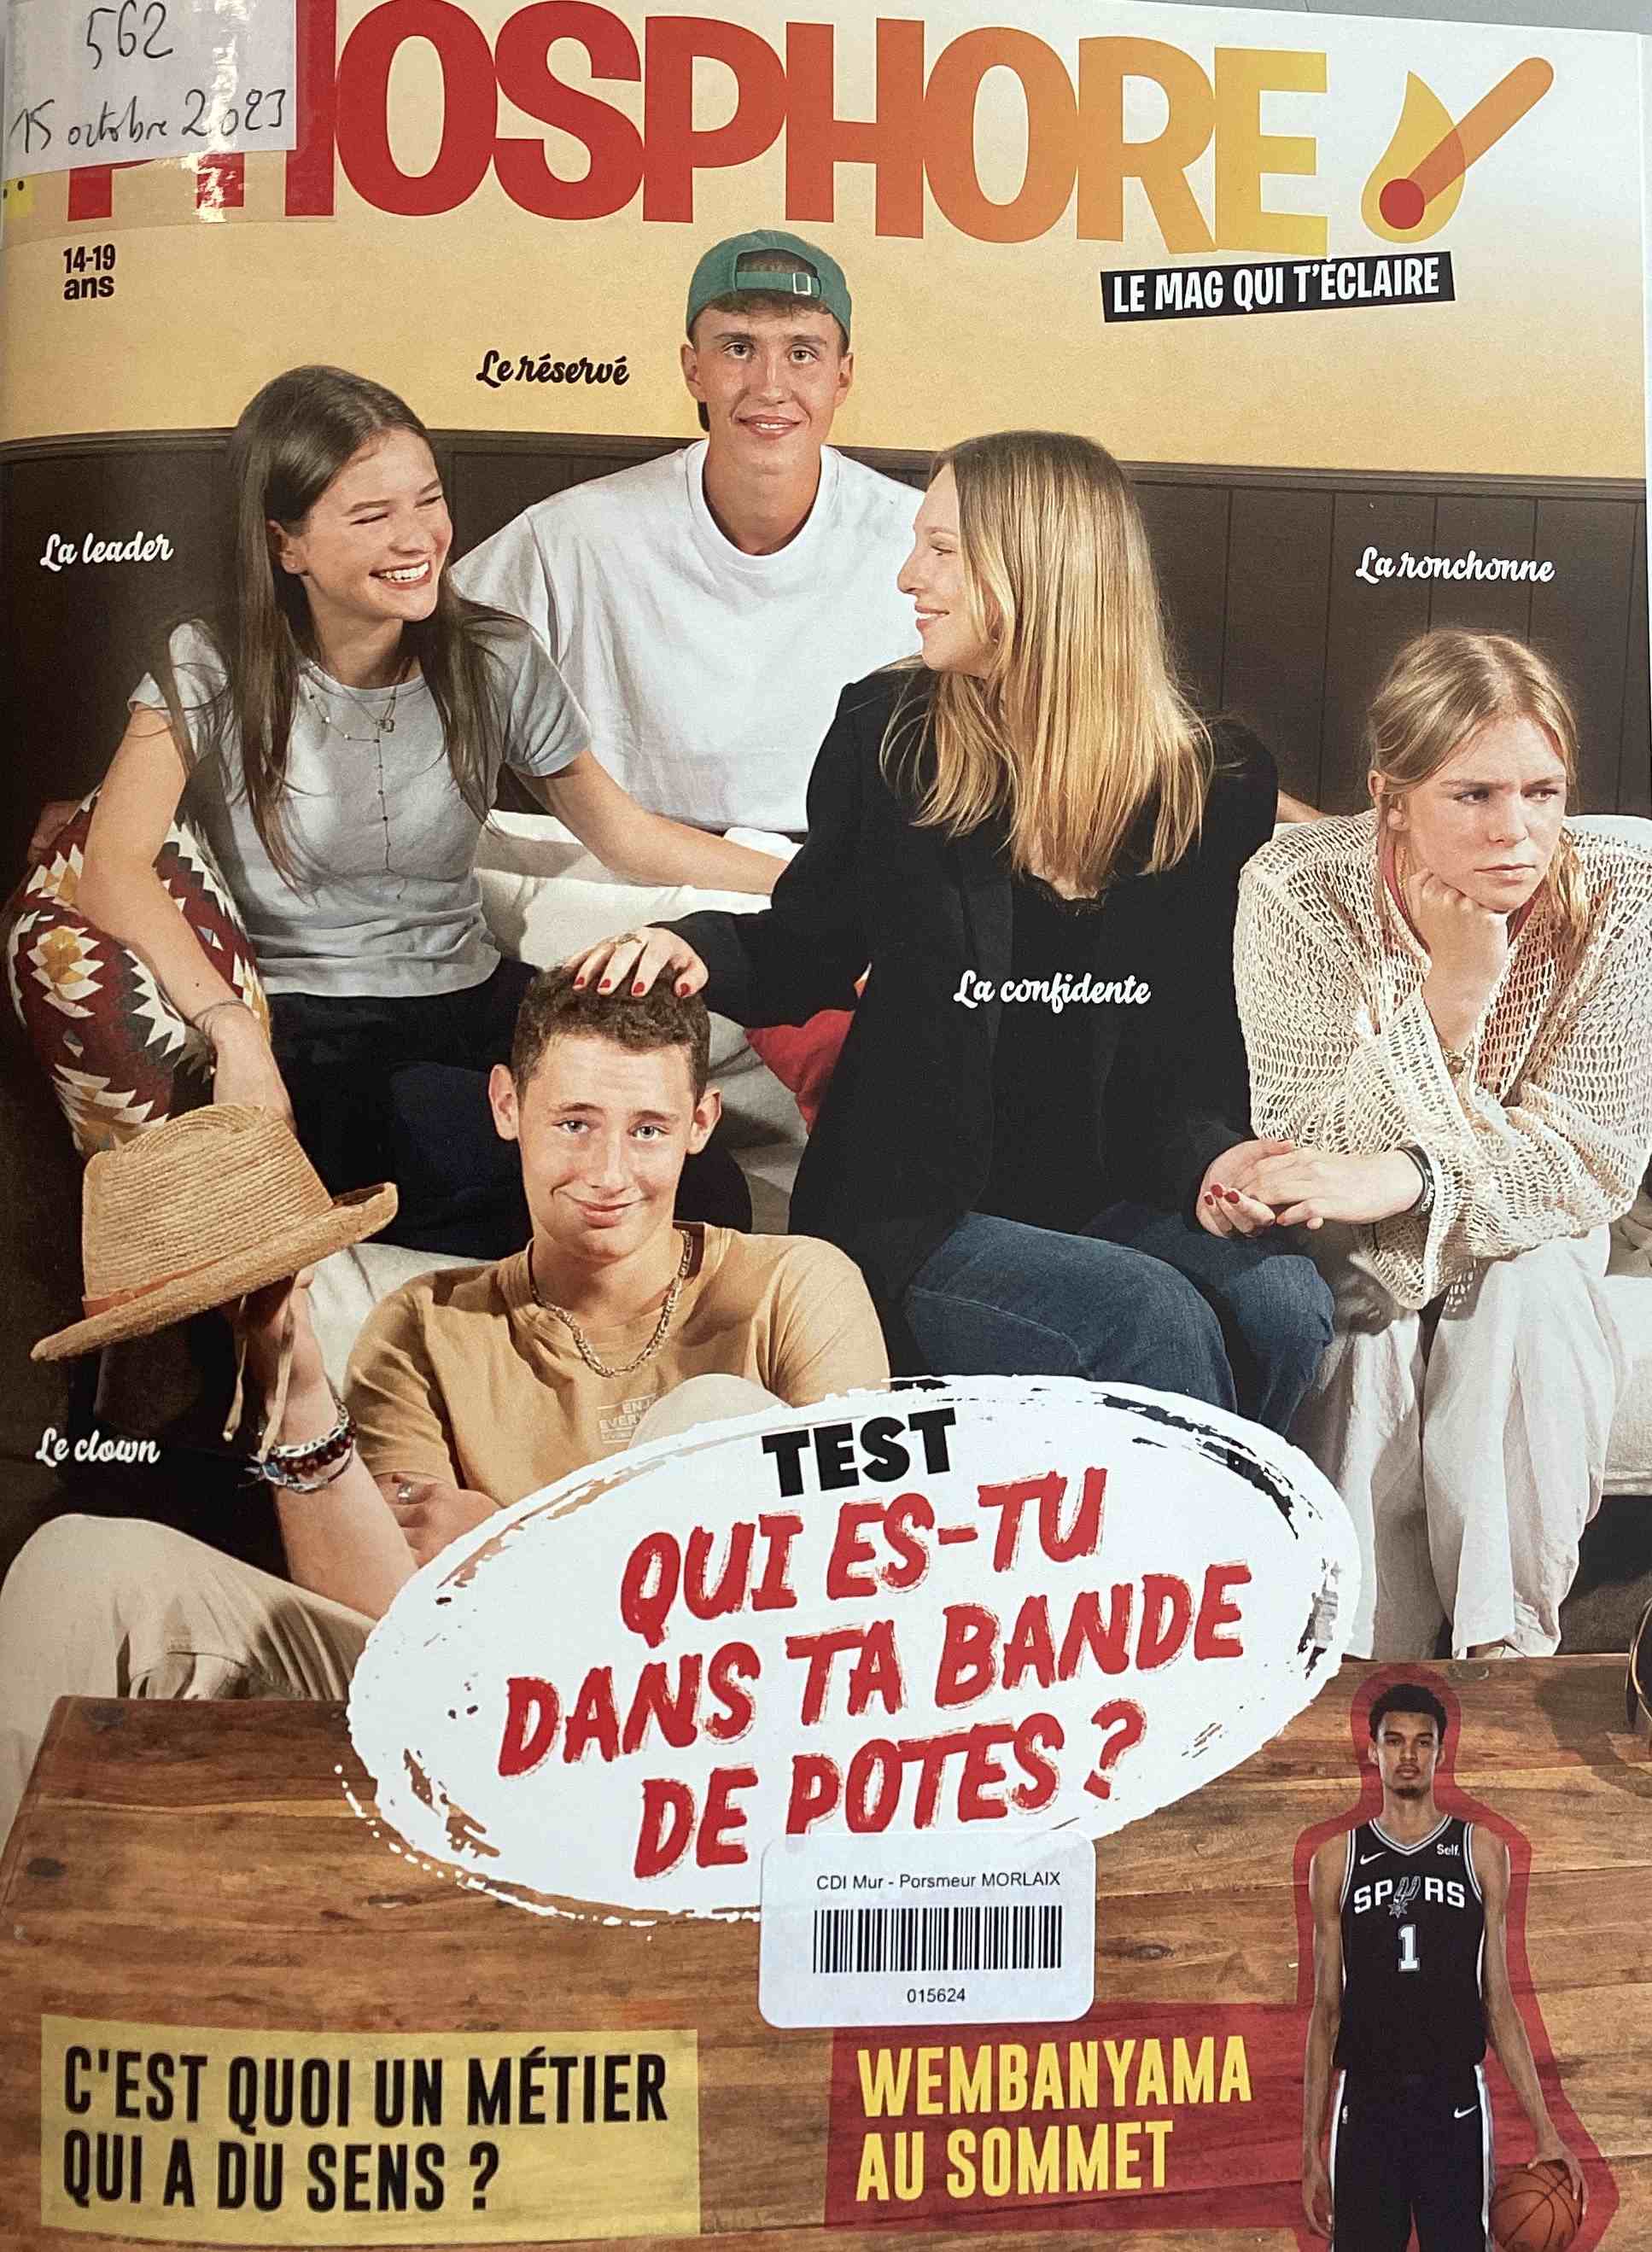 562
15 octobre 2023
PHOSPHORE
14-19
ans
LE MAG QUI T'ÉCLAIRE
Le réservé
La leader
La ronchonne
La confidente
Le clown
TEST
QUI ES-TU
DANS TA BANDE
DE POTES ?
CDI Mur - Porsmeur MORLAIX
015624
Self.
SPURS
1
C'EST QUOI UN MÉTIER
QUI A DU SENS ?
WEMBANYAMA
AU SOMMET